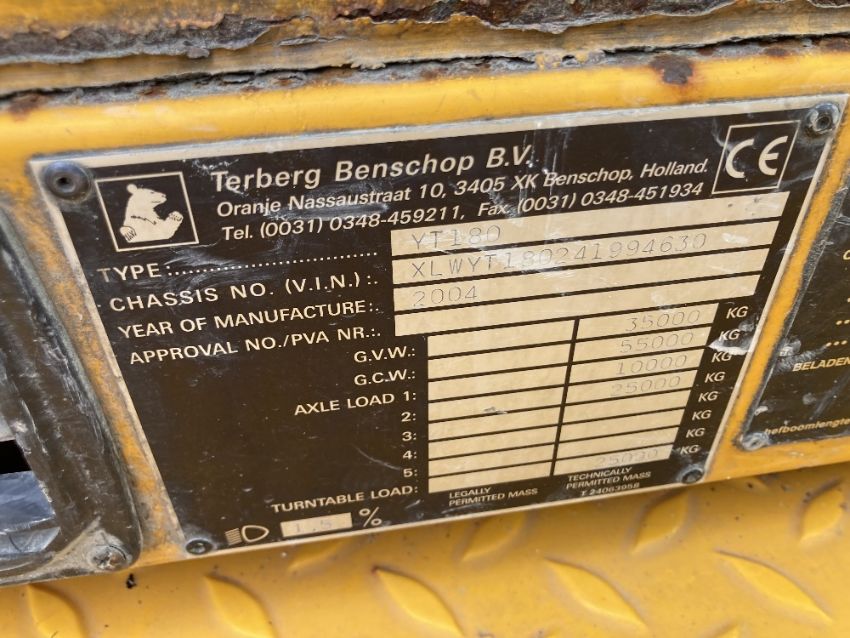 Terberg Benschop B.V.
Oranje Nassaustraat 10, 3405 XK Benschop, Holland.
Tel. (0031) 0348-459211, Fax. (0031) 0348-451934
CE
TYPE:............................... YT180
CHASSIS NO. (V.I.N.):. XLWYT180241994630
YEAR OF MANUFACTURE:. 2004
APPROVAL NO./PVA NR.:.
G.V.W.: 35000 KG
G.C.W.: 55000 KG
AXLE LOAD 1: 10000 KG
2: 25000 KG
3: KG
4: KG
5:
TURNTABLE LOAD: KG
LEGALLY PERMITTED MASS
TECHNICALLY PERMITTED MASS
T 24063958
1.5 %
BELADEN
hefboomlengte